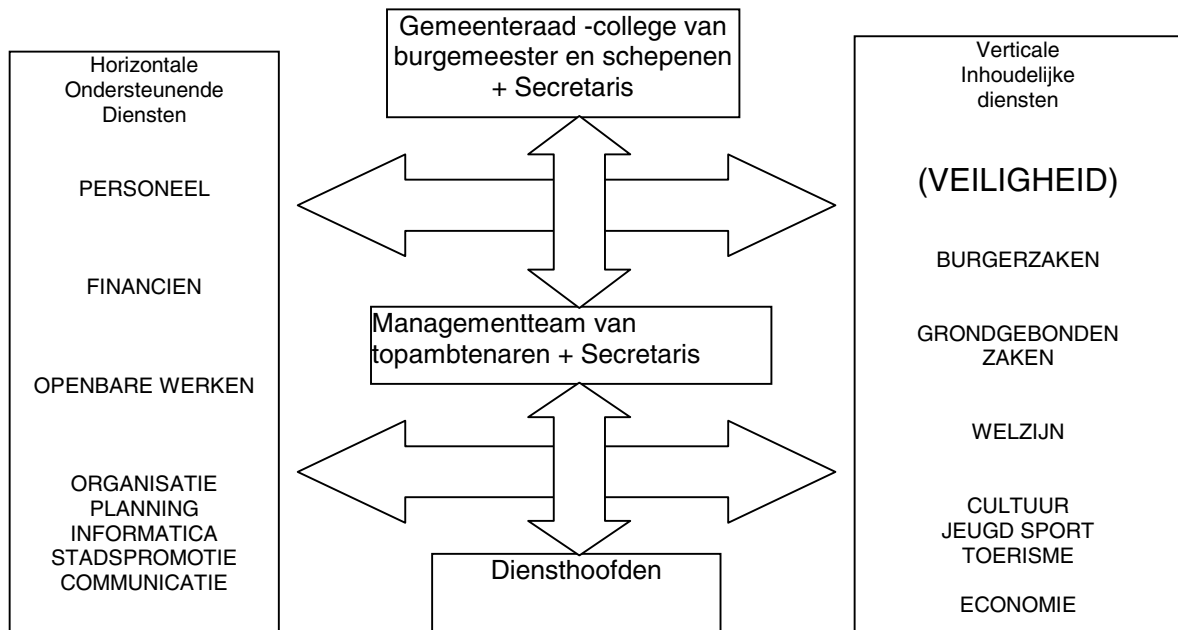 Horizontale
Ondersteunende
Diensten
PERSONEEL
FINANCIEN
OPENBARE WERKEN
ORGANISATIE
PLANNING
INFORMATICA
STADSPROMOTIE
COMMUNICATIE
Gemeenteraad -college van
burgemeester en schepenen
+ Secretaris
Managementteam van
topambtenaren + Secretaris
Diensthoofden
Verticale
Inhoudelijke
diensten
(VEILIGHEID)
BURGERZAKEN
GRONDGEBONDEN
ZAKEN
WELZIJN
CULTUUR
JEUGD SPORT
TOERISME
ECONOMIE